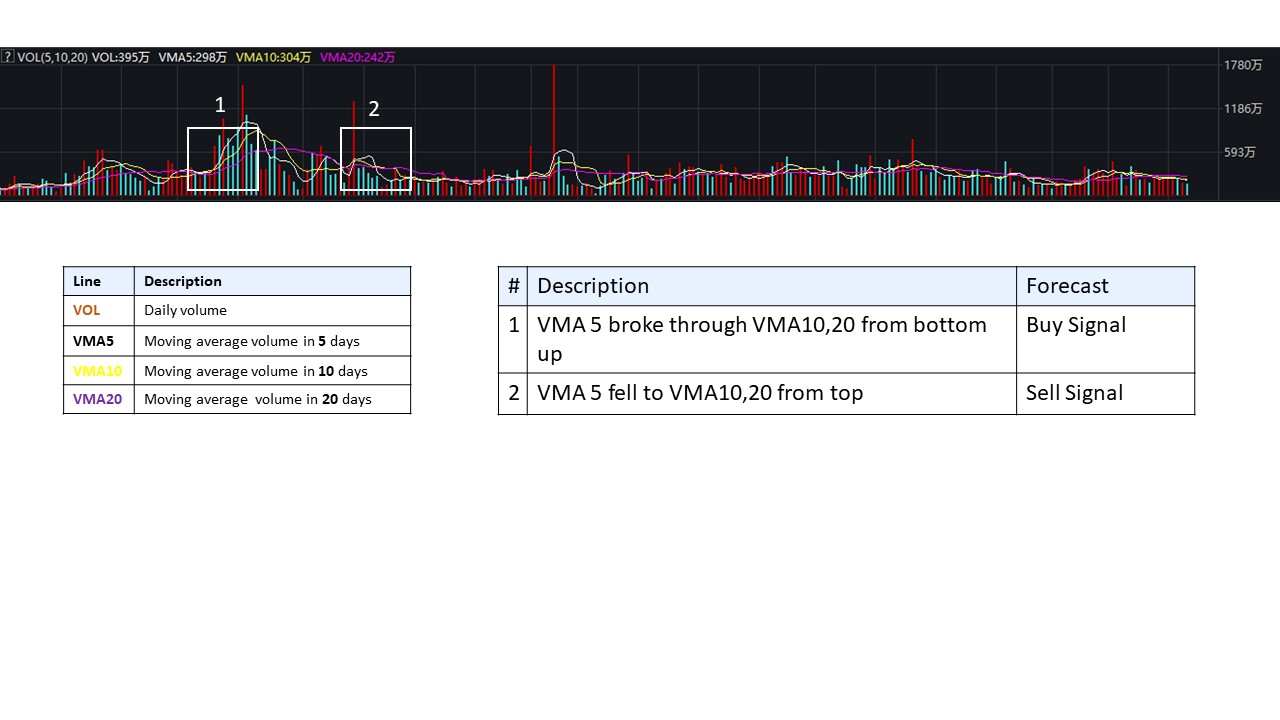 ? VOL(5,10,20) VOL:395万 VMA5:298万 VMA10:304万 VMA20:242万
1780万
1 2
1186万
593万
Line Description
VOL Daily volume
VMA5 Moving average volume in 5 days
VMA10 Moving average volume in 10 days
VMA20 Moving average volume in 20 days
# Description Forecast
1 VMA 5 broke through VMA10,20 from bottom Buy Signal
up
2 VMA 5 fell to VMA10,20 from top Sell Signal